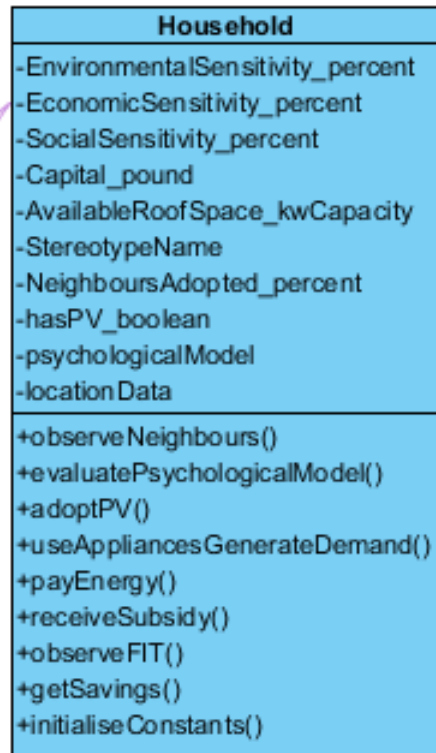 Household
-EnvironmentalSensitivity_percent
-EconomicSensitivity_percent
-SocialSensitivity_percent
-Capital_pound
-AvailableRoofSpace_kwCapacity
-StereotypeName
-NeighboursAdopted_percent
-hasPV_boolean
-psychologicalModel
-locationData
+observeNeighbours()
+evaluatePsychologicalModel()
+adoptPV()
+useAppliancesGenerateDemand()
+payEnergy()
+receiveSubsidy()
+observeFIT()
+getSavings()
+initialiseConstants()